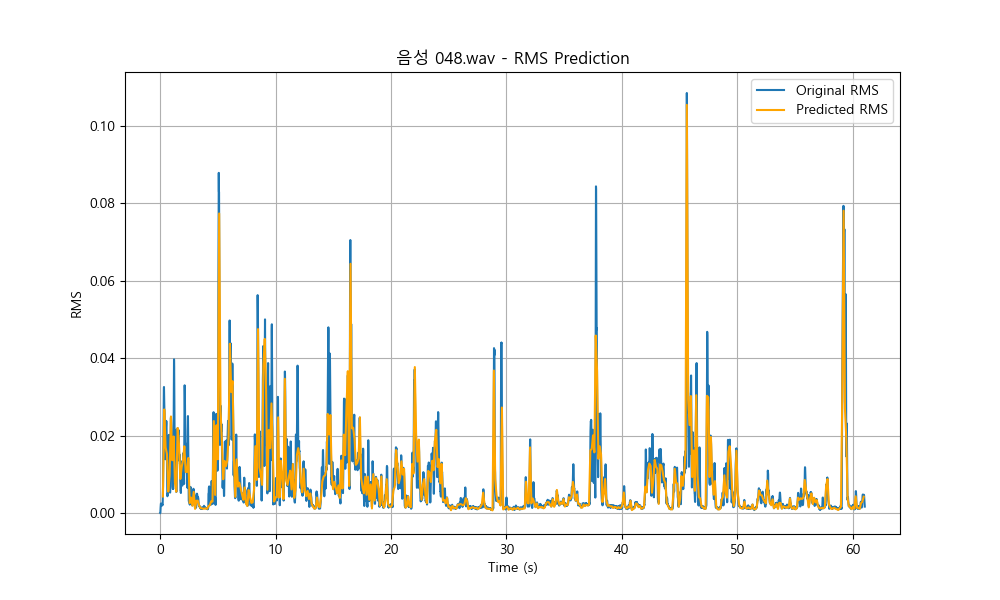 음성 048.wav - RMS Prediction
Original RMS
Predicted RMS
RMS
0.10
0.08
0.06
0.04
0.02
0.00
0 10 20 30 40 50 60
Time (s)